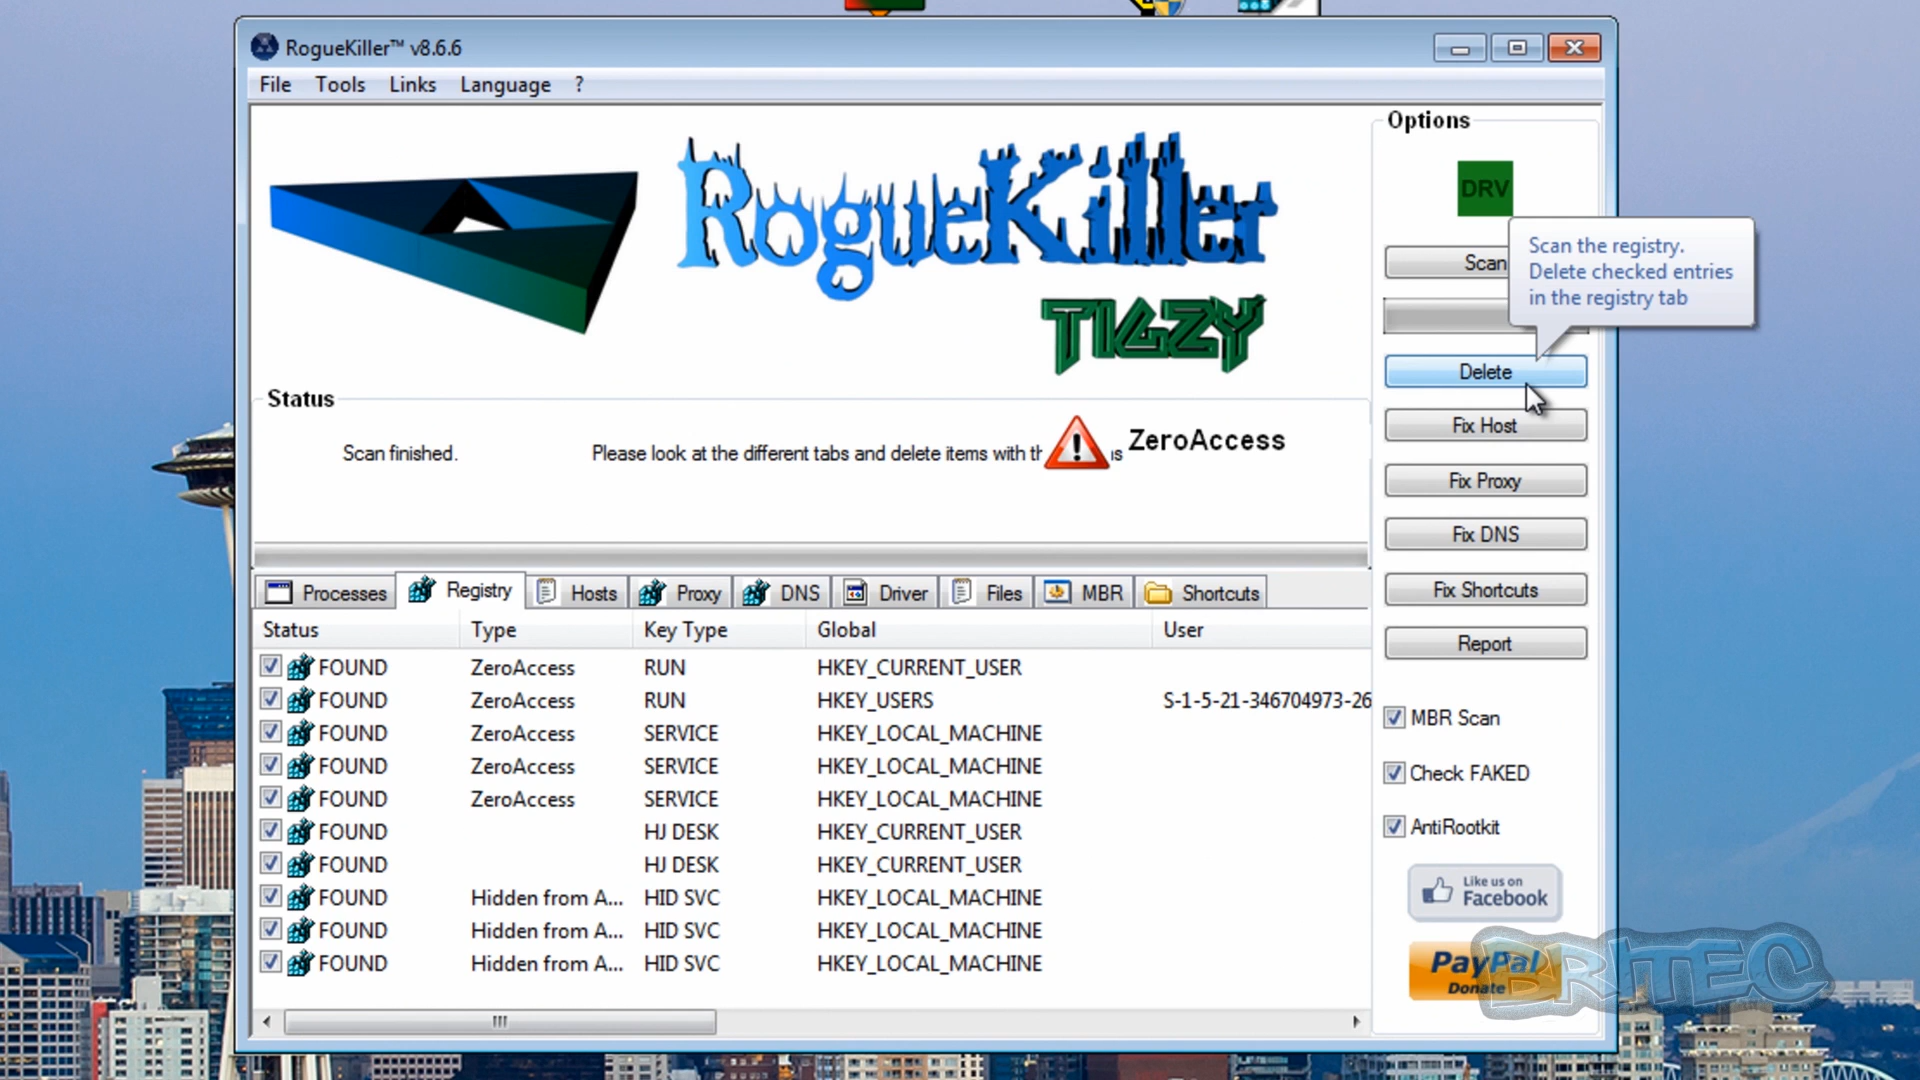 RogueKiller™ v8.6.6
File Tools Links Language ?
RogueKiller
TIGZY
Options
DRV
Scan
Scan the registry.
Delete checked entries
in the registry tab
Delete
Fix Host
Fix Proxy
Fix DNS
Fix Shortcuts
Report
MBR Scan
Check FAKED
AntiRootkit
Like us on
Facebook
PayPal
Donate
BRITEC
Status
Scan finished. Please look at the different tabs and delete items with
ZeroAccess
Processes Registry Hosts Proxy DNS Driver Files MBR Shortcuts
Status Type Key Type Global User
FOUND ZeroAccess RUN HKEY_CURRENT_USER
FOUND ZeroAccess RUN HKEY_USERS S-1-5-21-346704973-26
FOUND ZeroAccess SERVICE HKEY_LOCAL_MACHINE
FOUND ZeroAccess SERVICE HKEY_LOCAL_MACHINE
FOUND ZeroAccess SERVICE HKEY_LOCAL_MACHINE
FOUND HJ DESK HKEY_CURRENT_USER
FOUND HJ DESK HKEY_CURRENT_USER
FOUND Hidden from A... HID SVC HKEY_LOCAL_MACHINE
FOUND Hidden from A... HID SVC HKEY_LOCAL_MACHINE
FOUND Hidden from A... HID SVC HKEY_LOCAL_MACHINE